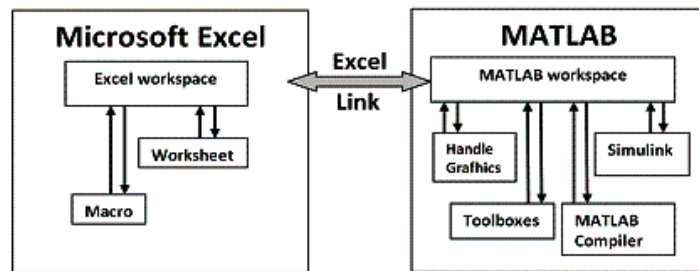 Microsoft Excel
Excel workspace
Worksheet
Macro
Excel
Link
MATLAB
MATLAB workspace
Handle
Grafhics
Simulink
Toolboxes
MATLAB
Compiler